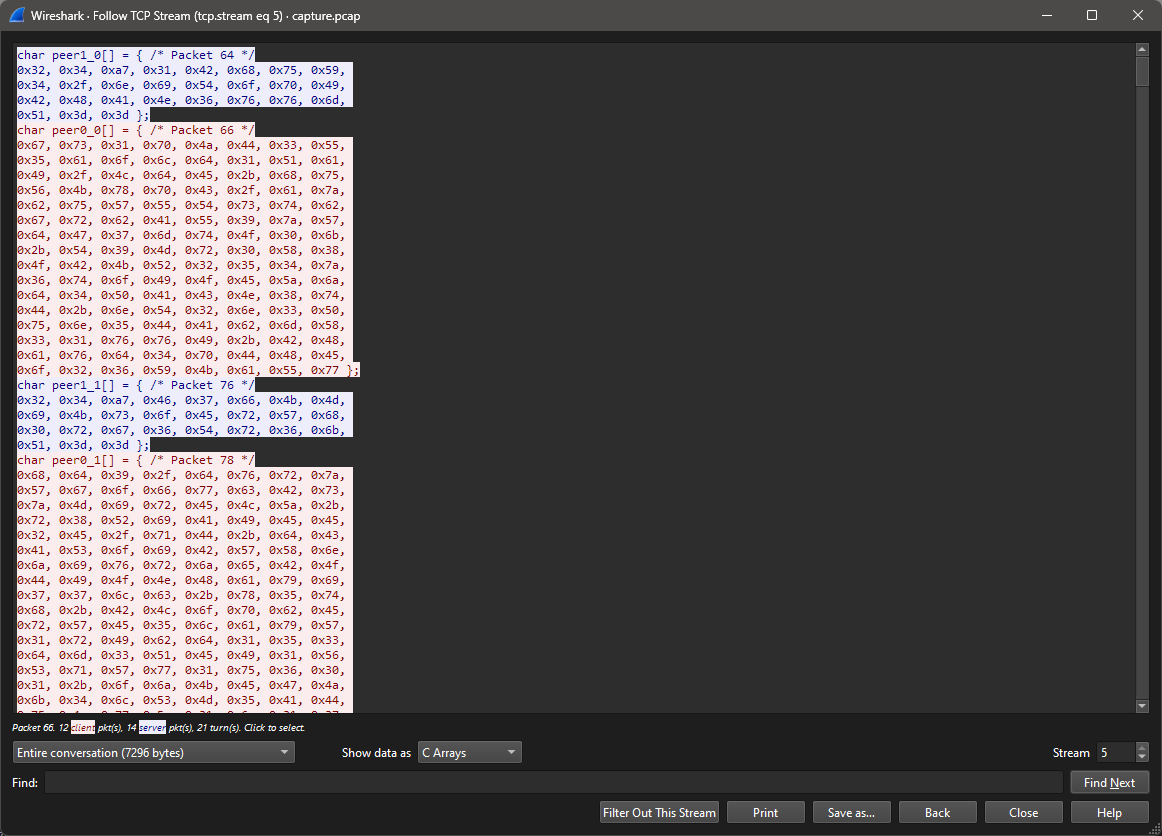 Wireshark · Follow TCP Stream (tcp.stream eq 5) · capture.pcap
char peer1_0[] = { /* Packet 64 */
0x32, 0x34, 0xa7, 0x31, 0x42, 0x68, 0x75, 0x59,
0x34, 0x2f, 0x6e, 0x69, 0x54, 0x6f, 0x70, 0x49,
0x42, 0x48, 0x41, 0x4e, 0x36, 0x76, 0x76, 0x6d,
0x51, 0x3d, 0x3d };
char peer0_0[] = { /* Packet 66 */
0x67, 0x73, 0x31, 0x70, 0x4a, 0x44, 0x33, 0x55,
0x35, 0x61, 0x6f, 0x6c, 0x64, 0x31, 0x51, 0x61,
0x49, 0x2f, 0x4c, 0x64, 0x45, 0x2b, 0x68, 0x75,
0x56, 0x4b, 0x78, 0x70, 0x43, 0x2f, 0x61, 0x7a,
0x62, 0x75, 0x57, 0x55, 0x54, 0x73, 0x74, 0x62,
0x67, 0x72, 0x62, 0x41, 0x55, 0x39, 0x7a, 0x57,
0x64, 0x47, 0x37, 0x6d, 0x74, 0x4f, 0x30, 0x6b,
0x2b, 0x54, 0x39, 0x4d, 0x72, 0x30, 0x58, 0x38,
0x4f, 0x42, 0x4b, 0x52, 0x32, 0x35, 0x34, 0x7a,
0x36, 0x74, 0x6f, 0x49, 0x4f, 0x45, 0x5a, 0x6a,
0x64, 0x34, 0x50, 0x41, 0x43, 0x4e, 0x38, 0x74,
0x44, 0x2b, 0x6e, 0x54, 0x32, 0x6e, 0x33, 0x50,
0x75, 0x6e, 0x35, 0x44, 0x41, 0x62, 0x6d, 0x58,
0x33, 0x31, 0x76, 0x76, 0x49, 0x2b, 0x42, 0x48,
0x61, 0x76, 0x64, 0x34, 0x70, 0x44, 0x48, 0x45,
0x6f, 0x32, 0x36, 0x59, 0x4b, 0x61, 0x55, 0x77 };
char peer1_1[] = { /* Packet 76 */
0x32, 0x34, 0xa7, 0x46, 0x37, 0x66, 0x4b, 0x4d,
0x69, 0x4b, 0x73, 0x6f, 0x45, 0x72, 0x57, 0x68,
0x30, 0x72, 0x67, 0x36, 0x54, 0x72, 0x36, 0x6b,
0x51, 0x3d, 0x3d };
char peer0_1[] = { /* Packet 78 */
0x68, 0x64, 0x39, 0x2f, 0x64, 0x76, 0x72, 0x7a,
0x57, 0x67, 0x6f, 0x66, 0x77, 0x63, 0x42, 0x73,
0x7a, 0x4d, 0x69, 0x72, 0x45, 0x4c, 0x5a, 0x2b,
0x72, 0x38, 0x52, 0x69, 0x41, 0x49, 0x45, 0x45,
0x32, 0x45, 0x2f, 0x71, 0x44, 0x2b, 0x64, 0x43,
0x41, 0x53, 0x6f, 0x69, 0x42, 0x57, 0x58, 0x6e,
0x6a, 0x69, 0x76, 0x72, 0x6a, 0x65, 0x42, 0x4f,
0x44, 0x49, 0x4f, 0x4e, 0x48, 0x61, 0x79, 0x69,
0x37, 0x37, 0x6c, 0x63, 0x2b, 0x78, 0x35, 0x74,
0x68, 0x2b, 0x42, 0x4c, 0x6f, 0x70, 0x62, 0x45,
0x72, 0x57, 0x45, 0x35, 0x6c, 0x61, 0x79, 0x57,
0x31, 0x72, 0x49, 0x62, 0x64, 0x31, 0x35, 0x33,
0x64, 0x6d, 0x33, 0x51, 0x45, 0x49, 0x31, 0x56,
0x53, 0x71, 0x57, 0x77, 0x31, 0x75, 0x36, 0x30,
0x31, 0x2b, 0x6f, 0x6a, 0x4b, 0x45, 0x47, 0x4a,
0x6b, 0x34, 0x6c, 0x53, 0x4d, 0x35, 0x41, 0x44,
Packet 66. 12 client pkt(s), 14 server pkt(s), 21 turn(s). Click to select.
Entire conversation (7296 bytes) Show data as C Arrays Stream 5
Find: Find Next
Filter Out This Stream Print Save as... Back Close Help